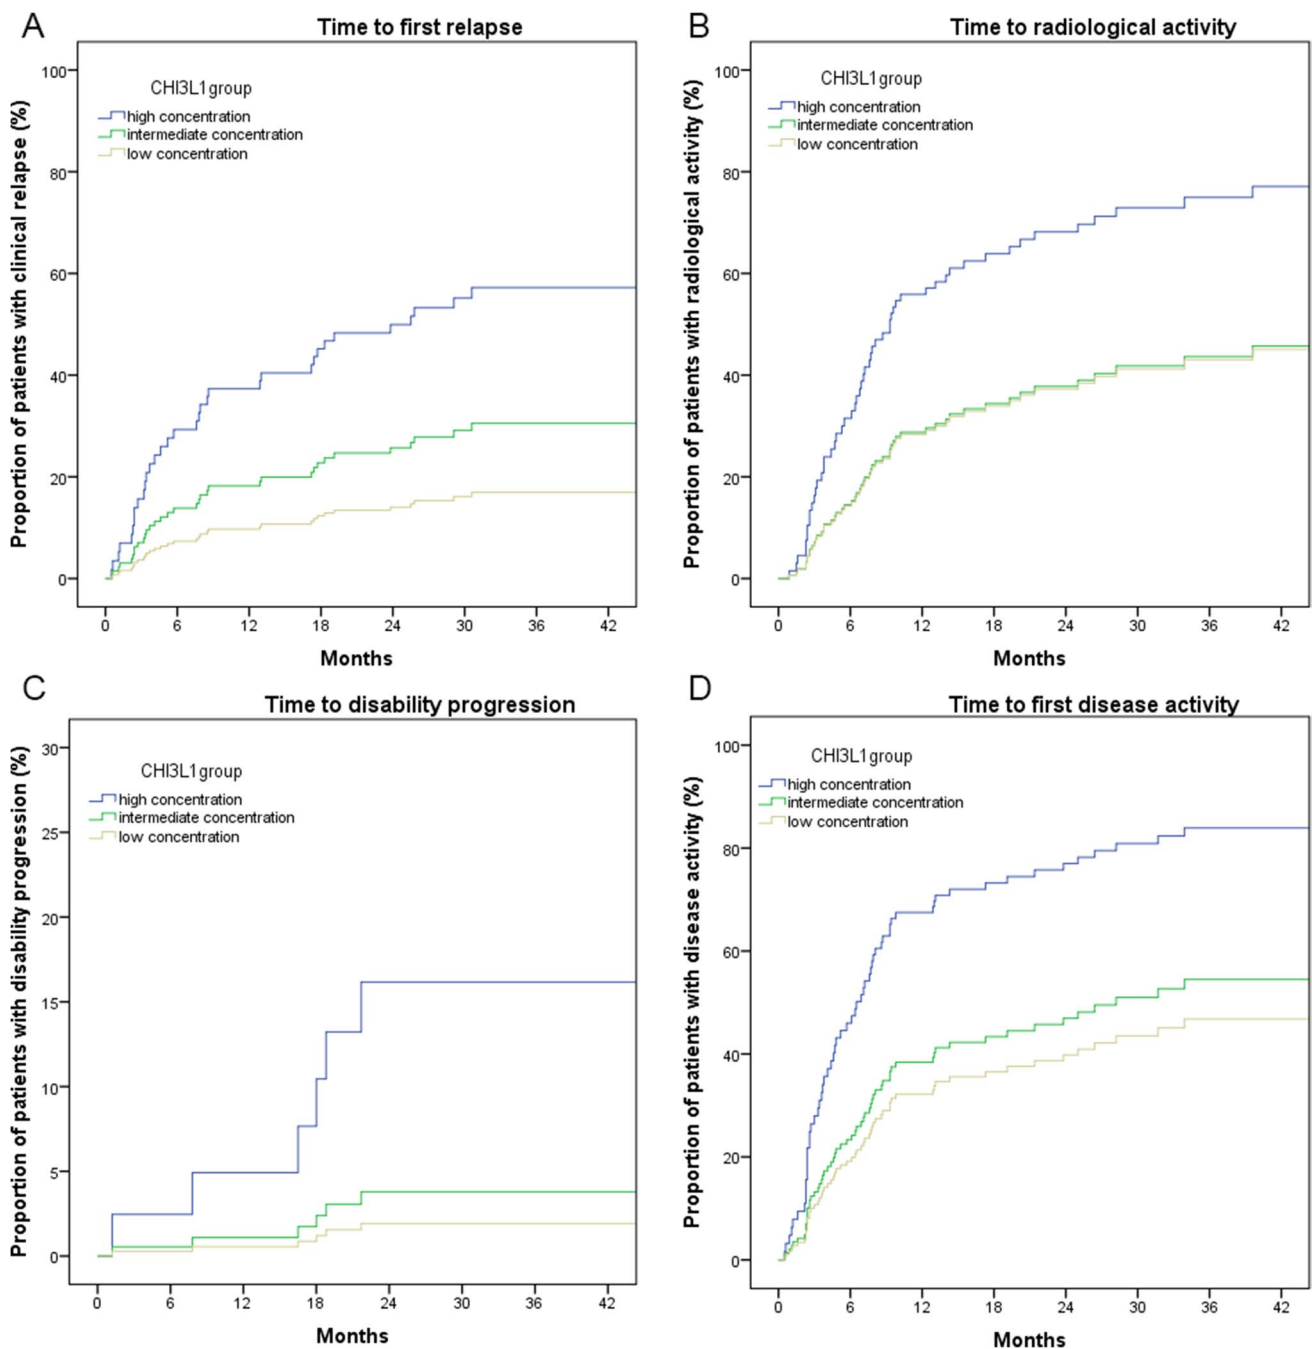 A
Time to first relapse
Proportion of patients with clinical relapse (%)
CHI3L1group
high concentration
intermediate concentration
low concentration
100
80
60
40
20
0
0 6 12 18 24 30 36 42
Months
B
Time to radiological activity
Proportion of patients with radiological activity (%)
CHI3L1group
high concentration
intermediate concentration
low concentration
100
80
60
40
20
0
0 6 12 18 24 30 36 42
Months
C
Time to disability progression
Proportion of patients with disability progression (%)
CHI3L1group
high concentration
intermediate concentration
low concentration
30
25
20
15
10
5
0
0 6 12 18 24 30 36 42
Months
D
Time to first disease activity
Proportion of patients with disease activity (%)
CHI3L1group
high concentration
intermediate concentration
low concentration
100
80
60
40
20
0
0 6 12 18 24 30 36 42
Months